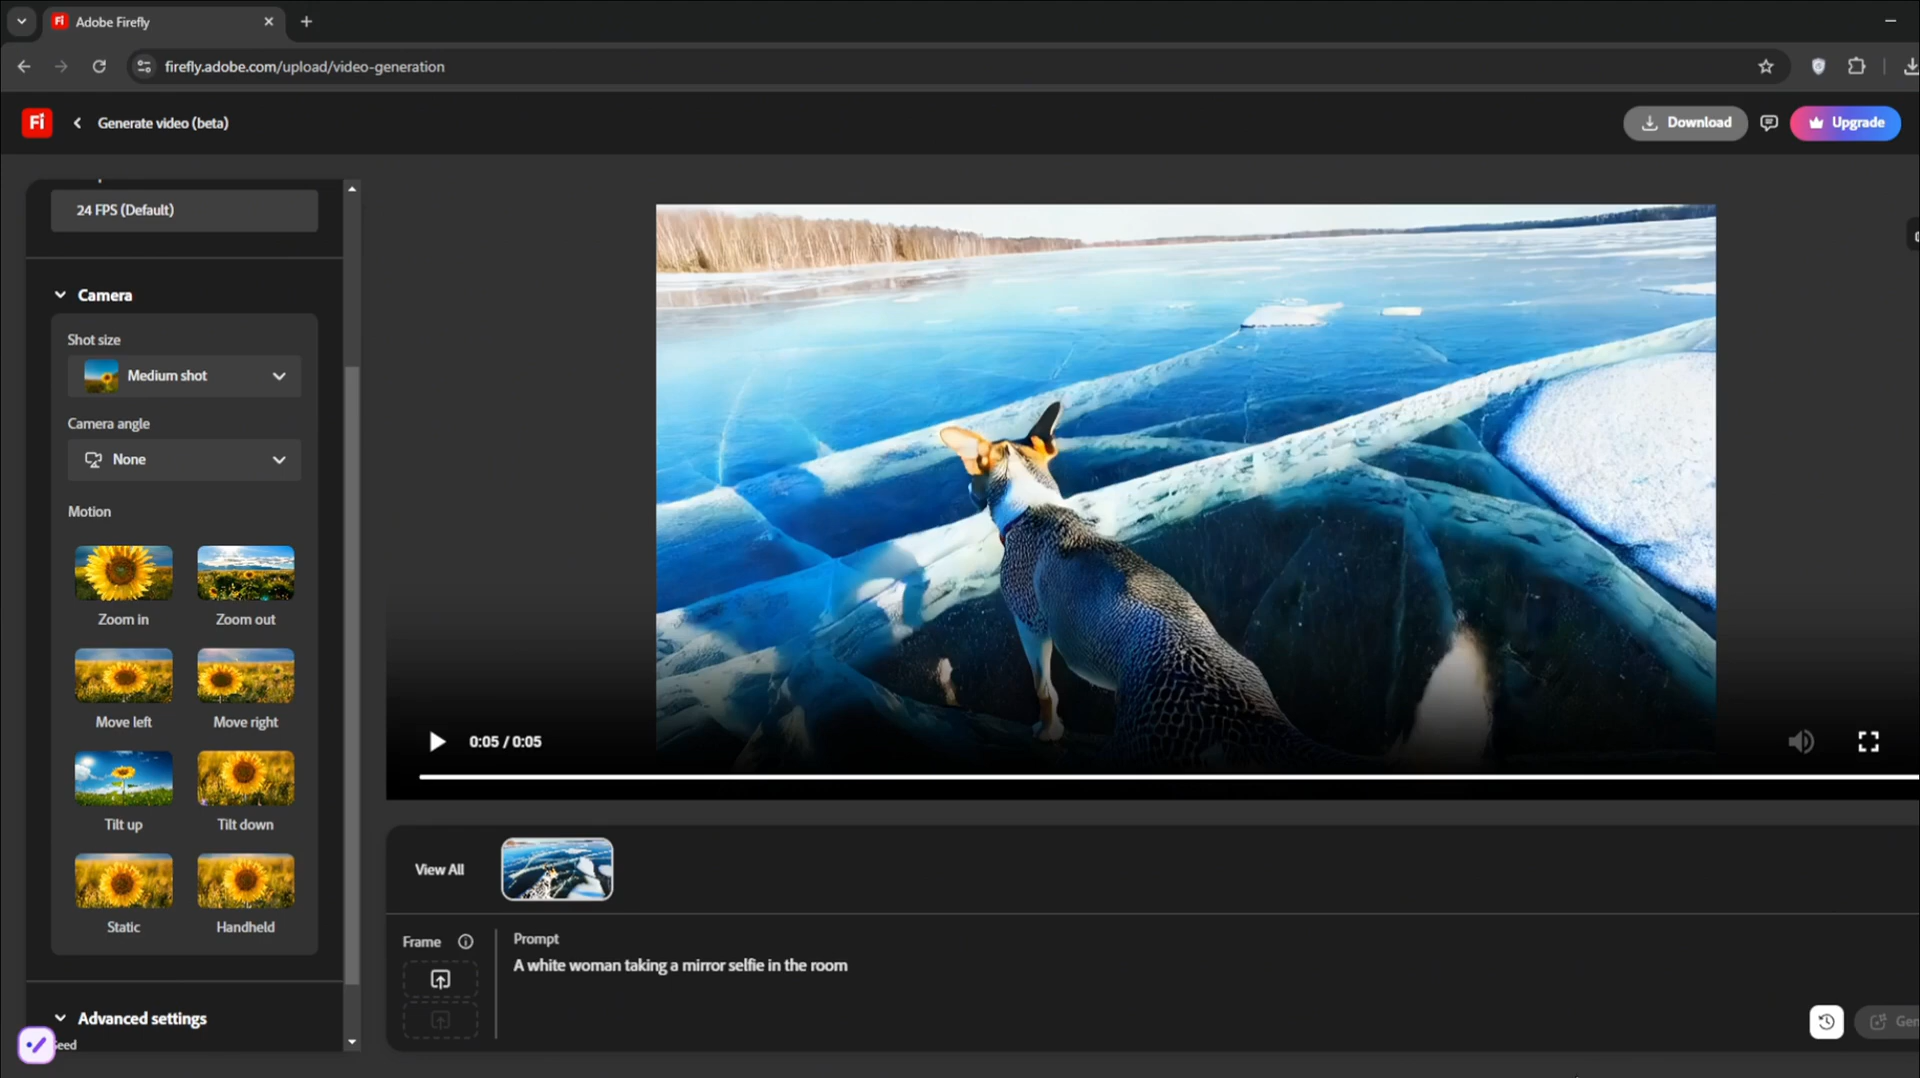 Fi Adobe Firefly
firefly.adobe.com/upload/video-generation
Fi Generate video (beta) Download Upgrade
24 FPS (Default)
Camera
Shot size
Medium shot
Camera angle
None
Motion
Zoom in Zoom out
Move left Move right
Tilt up Tilt down
Static Handheld
Advanced settings
0:05 / 0:05
View All
Frame
Prompt
A white woman taking a mirror selfie in the room